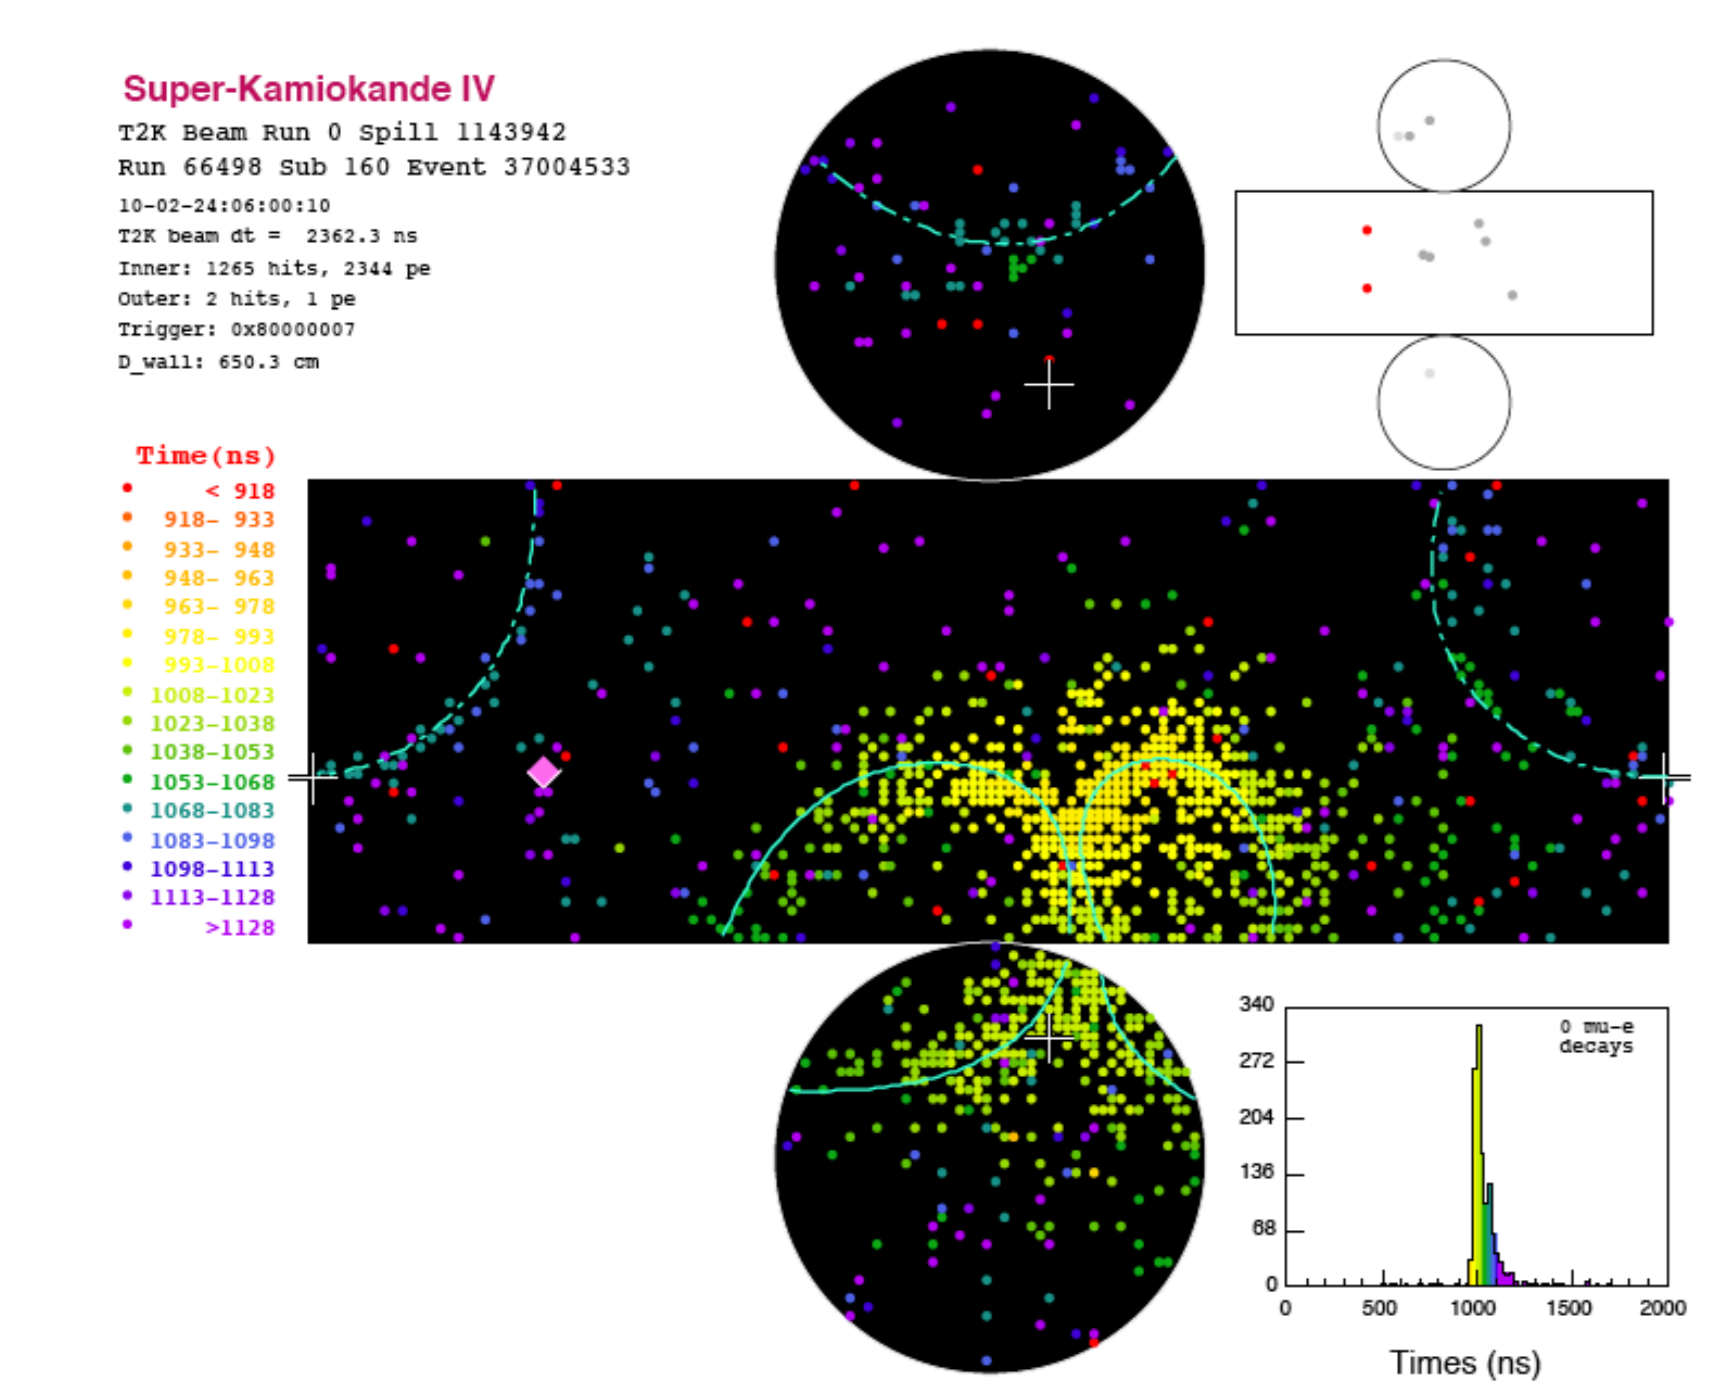 Super-Kamiokande IV
T2K Beam Run 0 Spill 1143942
Run 66498 Sub 160 Event 37004533
10-02-24:06:00:10
T2K beam dt =  2362.3 ns
Inner: 1265 hits, 2344 pe
Outer: 2 hits, 1 pe
Trigger: 0x80000007
D_wall: 650.3 cm
Time(ns)
< 918
918- 933
933- 948
948- 963
963- 978
978- 993
993-1008
1008-1023
1023-1038
1038-1053
1053-1068
1068-1083
1083-1098
1098-1113
1113-1128
>1128
340
272
204
136
68
0
0 mu-e
decays
0 500 1000 1500 2000
Times (ns)